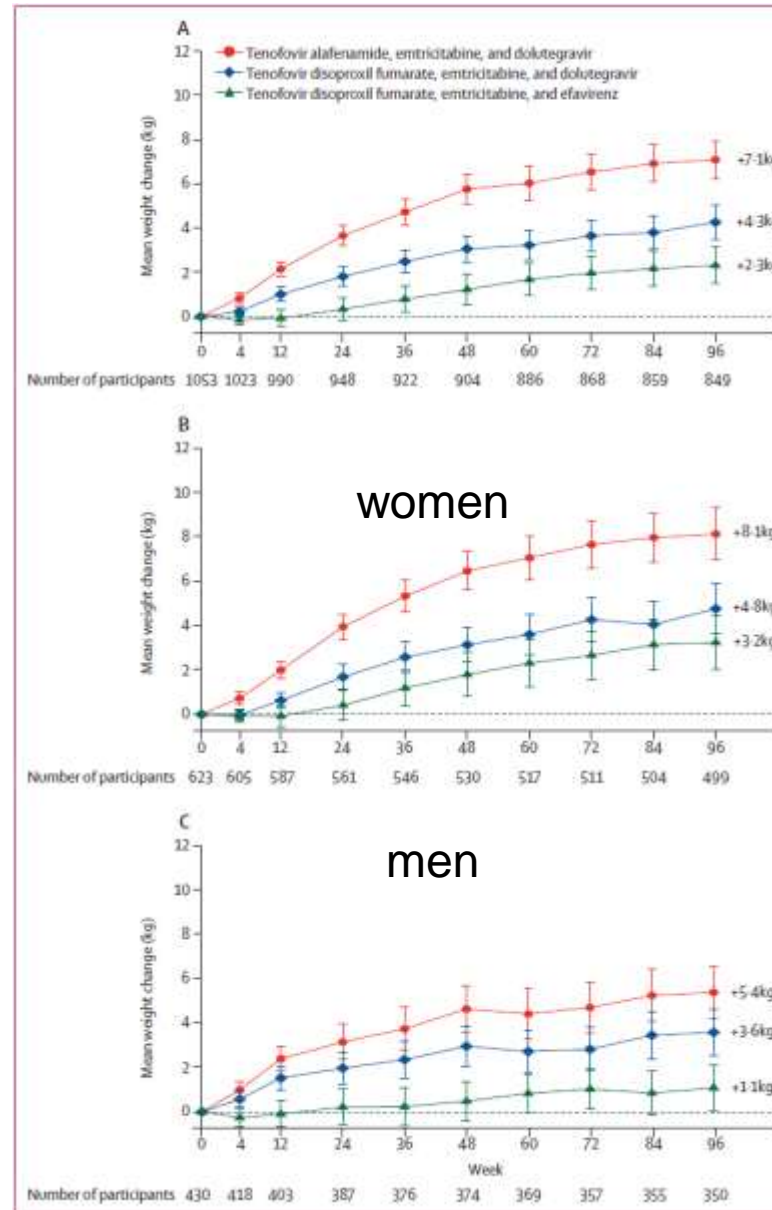 A
12
10
8
6
4
2
0
Mean weight change (kg)
Tenofovir alafenamide, emtricitabine, and dolutegravir
Tenofovir disoproxil fumarate, emtricitabine, and dolutegravir
Tenofovir disoproxil fumarate, emtricitabine, and efavirenz
+7·1kg
+4·3kg
+2·3kg
0 4 12 24 36 48 60 72 84 96
Number of participants 1053 1023 990 948 922 904 886 868 859 849
B
women
12
10
8
6
4
2
0
Mean weight change (kg)
+8·1kg
+4·8kg
+3·2kg
0 4 12 24 36 48 60 72 84 96
Number of participants 623 605 587 561 546 530 517 511 504 499
C
men
12
10
8
6
4
2
0
Mean weight change (kg)
+5·4kg
+3·6kg
+1·1kg
0 4 12 24 36 48 60 72 84 96
Week
Number of participants 430 418 403 387 376 374 369 357 355 350